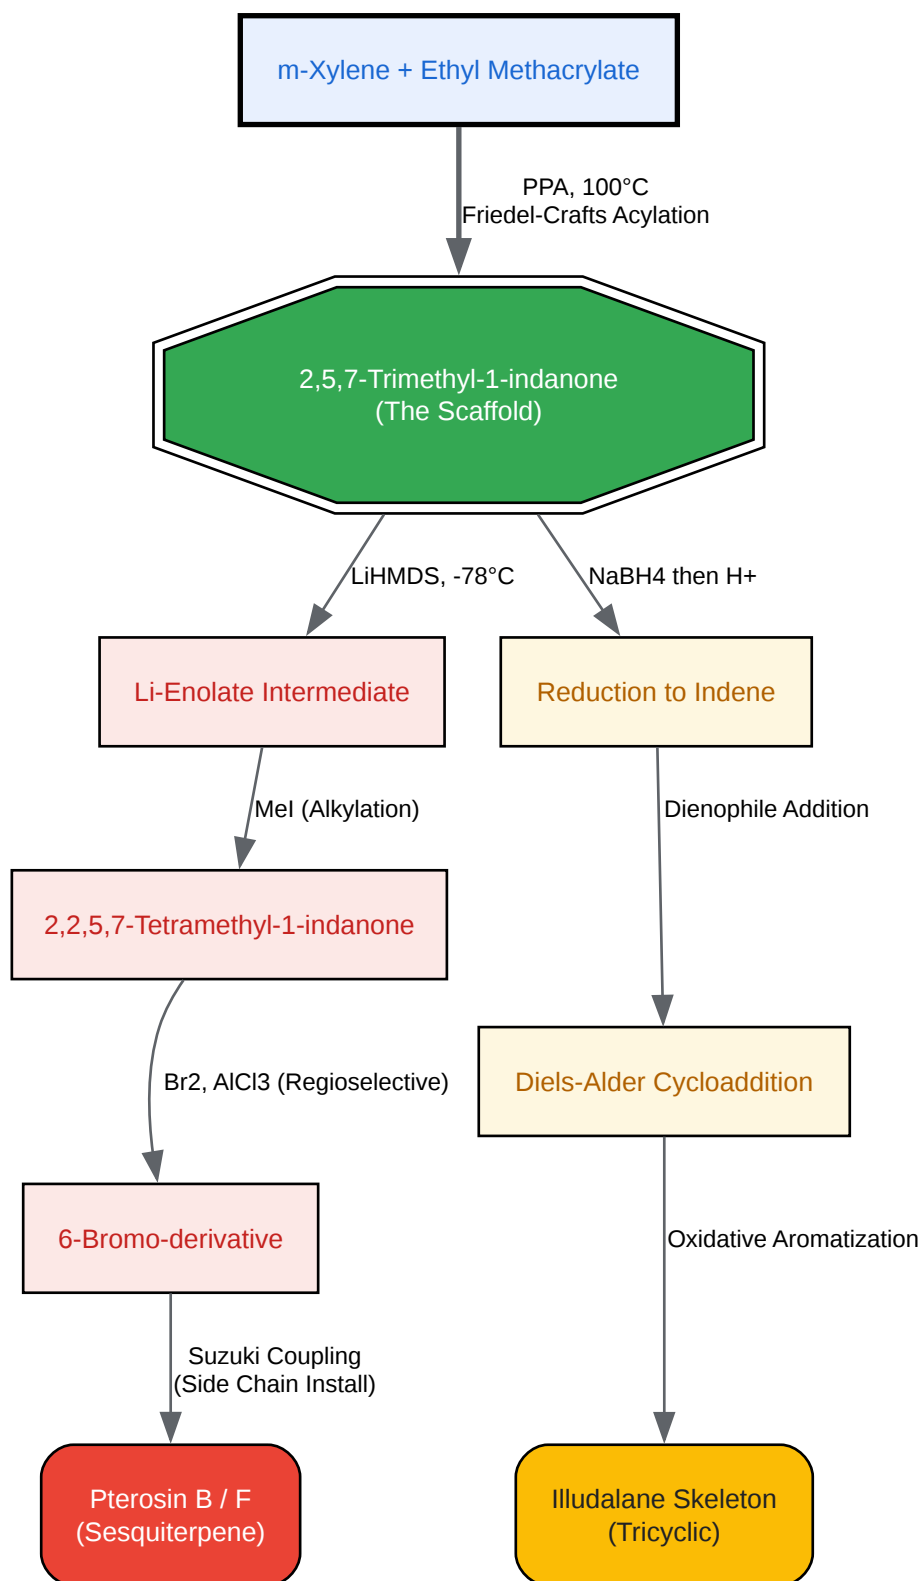 m-Xylene + Ethyl Methacrylate
PPA, 100°C
Friedel-Crafts Acylation
2,5,7-Trimethyl-1-indanone
(The Scaffold)
LiHMDS, -78°C
NaBH4 then H+
Li-Enolate Intermediate
Reduction to Indene
MeI (Alkylation)
Dienophile Addition
2,2,5,7-Tetramethyl-1-indanone
Br2, AlCl3 (Regioselective)
Diels-Alder Cycloaddition
6-Bromo-derivative
Oxidative Aromatization
Suzuki Coupling
(Side Chain Install)
Pterosin B / F
(Sesquiterpene)
Illudalane Skeleton
(Tricyclic)